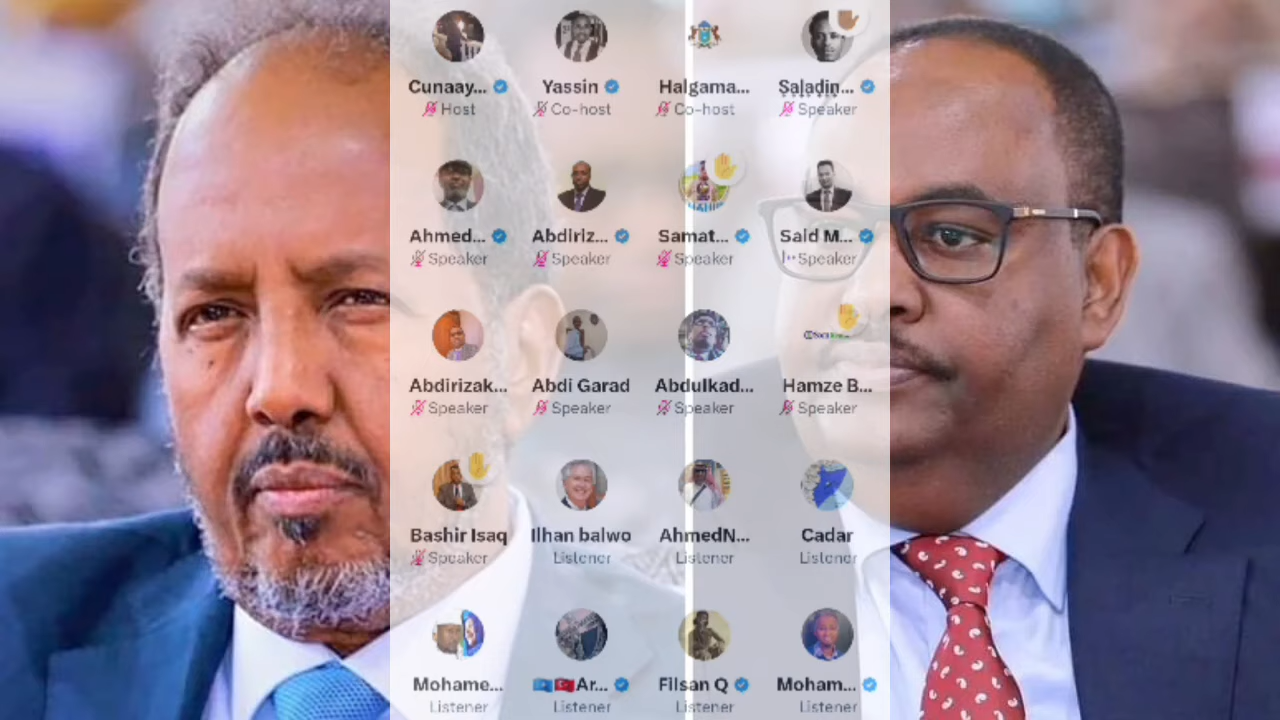 Cunaay... Yassin Halgama... Saladin...
Host Co-host Co-host Speaker
Ahmed... Abdiriz... Samat... Said M...
Speaker Speaker Speaker Speaker
Abdirizak... Abdi Garad Abdulkad... Hamze B...
Speaker Speaker Speaker Speaker
Bashir Isaq Ilhan balwo AhmedN... Cadar
Speaker Listener Listener Listener
Mohame... Ar... Filsan Q Moham...
Listener Listener Listener Listener